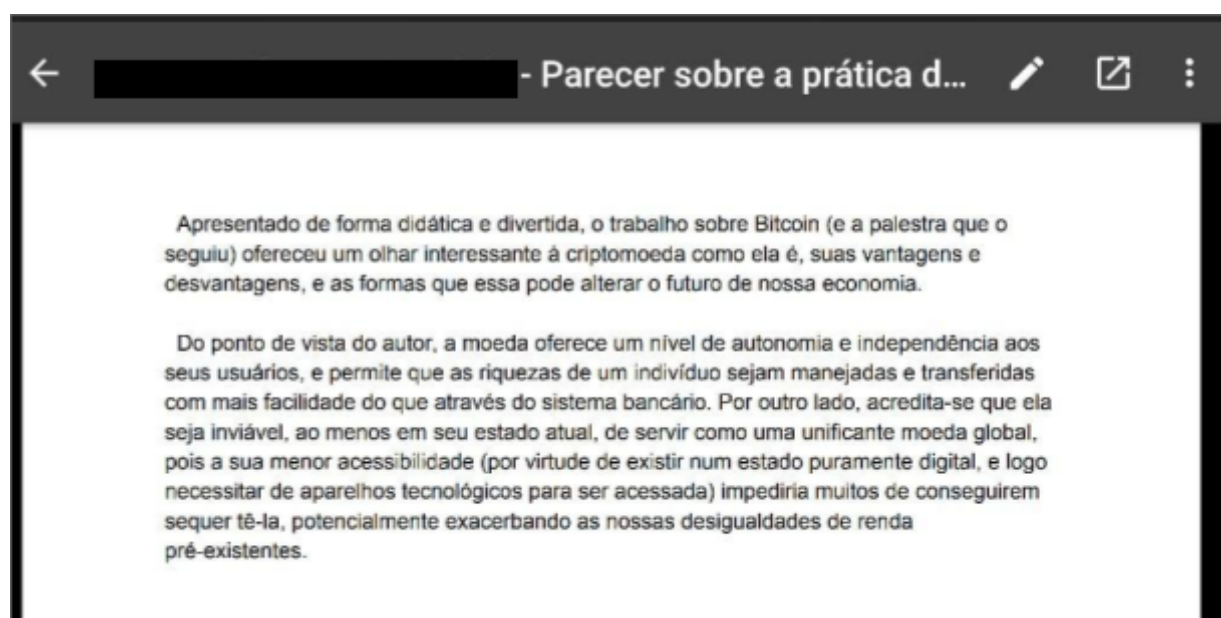 - Parecer sobre a prática d...
Apresentado de forma didática e divertida, o trabalho sobre Bitcoin (e a palestra que o
seguiu) ofereceu um olhar interessante à criptomoeda como ela é, suas vantagens e
desvantagens, e as formas que essa pode alterar o futuro de nossa economia.
Do ponto de vista do autor, a moeda oferece um nível de autonomia e independência aos
seus usuários, e permite que as riquezas de um indivíduo sejam manejadas e transferidas
com mais facilidade do que através do sistema bancário. Por outro lado, acredita-se que ela
seja inviável, ao menos em seu estado atual, de servir como uma unificante moeda global,
pois a sua menor acessibilidade (por virtude de existir num estado puramente digital, e logo
necessitar de aparelhos tecnológicos para ser acessada) impediria muitos de conseguirem
sequer tê-la, potencialmente exacerbando as nossas desigualdades de renda
pré-existentes.